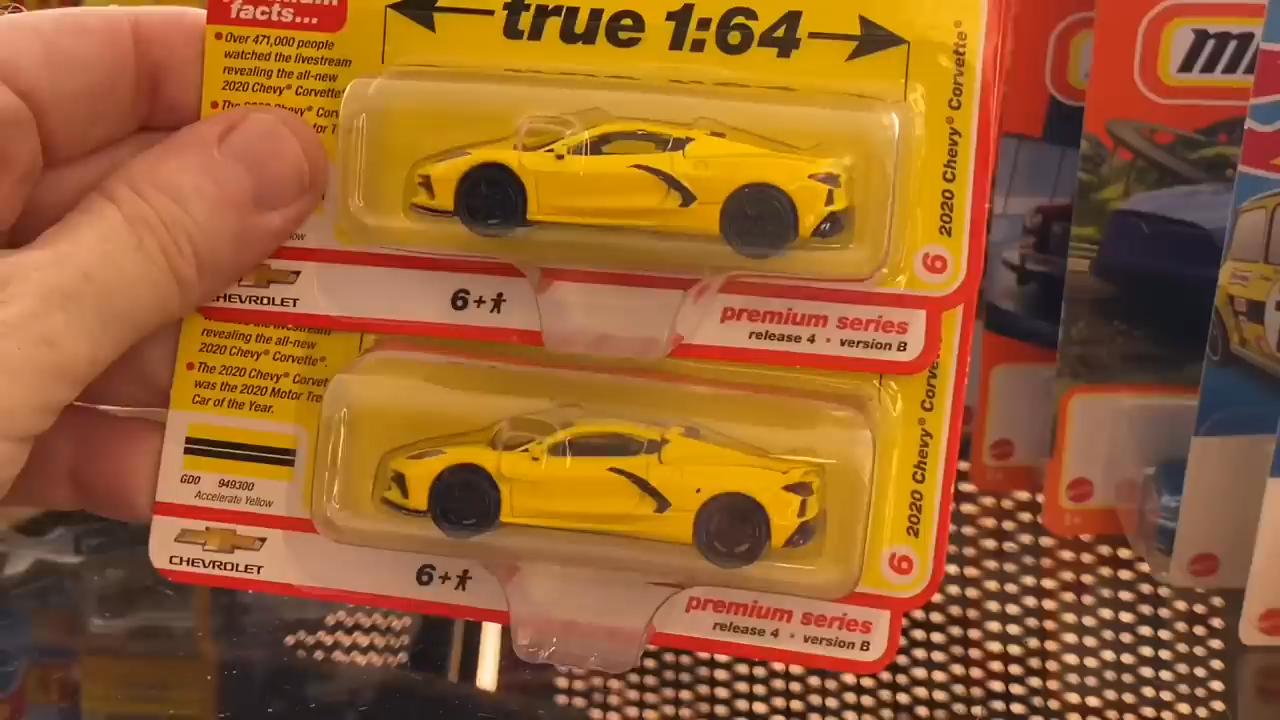 facts...
• Over 471,000 people
watched the livestream
revealing the all-new
2020 Chevy® Corvette
• The
true 1:64
2020 Chevy® Corvette®
6
CHEVROLET
6+
premium series
release 4 • version B
revealing the all-new
2020 Chevy® Corvette®.
• The 2020 Chevy® Corvet
was the 2020 Motor Tre
Car of the Year.
GD0 949300
Accelerate Yellow
2020 Chevy® Corve
6
CHEVROLET
6+
premium series
release 4 • version B